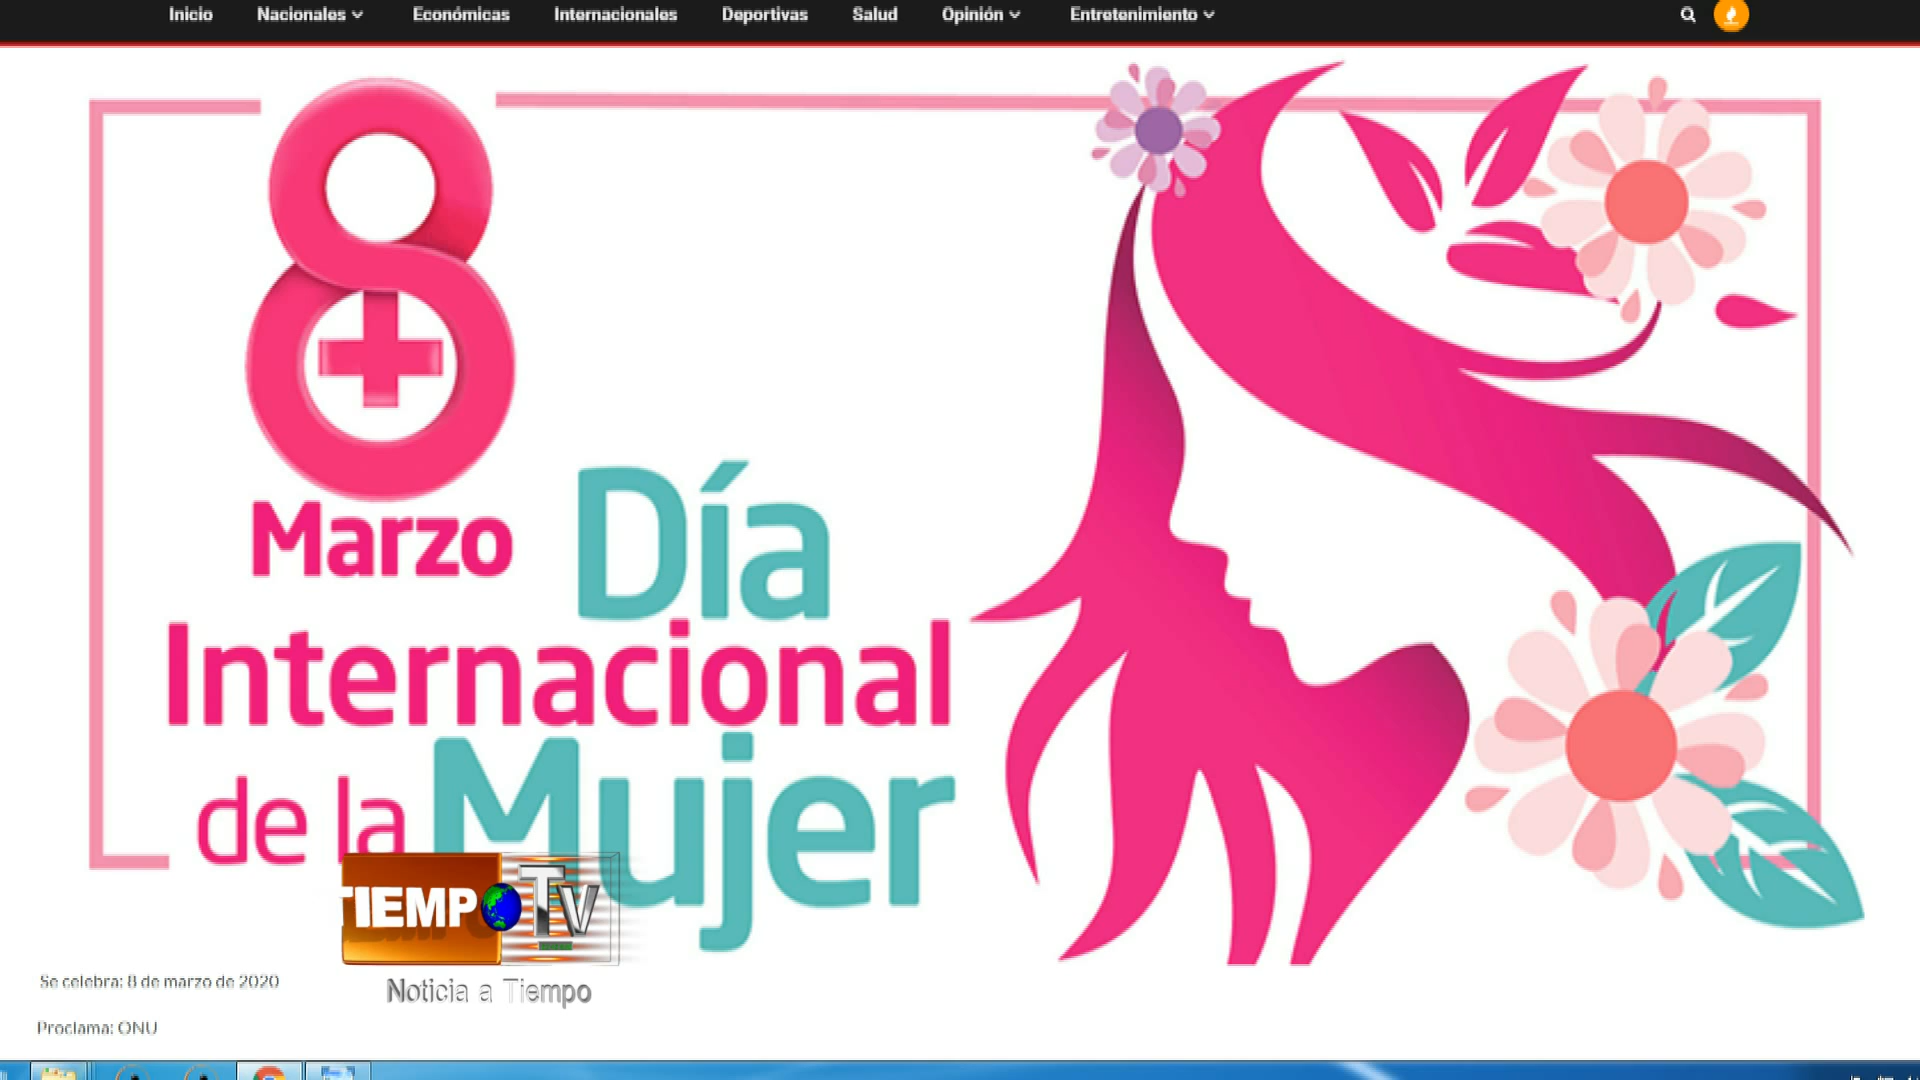 Inicio Nacionales Económicas Internacionales Deportivas Salud Opinión Entretenimiento
8
Marzo Día
Internacional
de la Mujer
TIEMPO TV
Noticia a Tiempo
Se celebra: 8 de marzo de 2020
Proclama: ONU